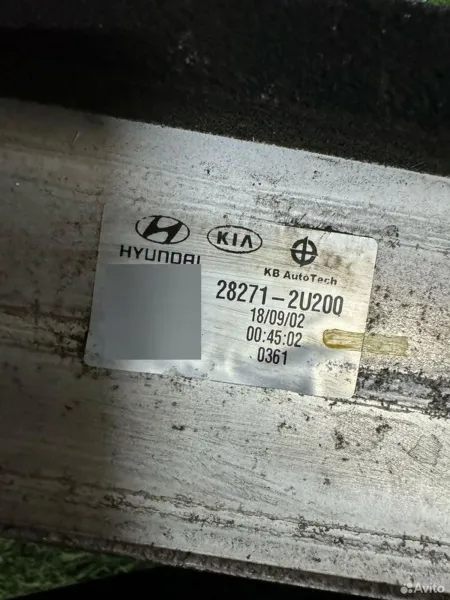 HYUNDAI
KIA
KB AutoTech
28271-2U200
18/09/02
00:45:02
0361
Avito